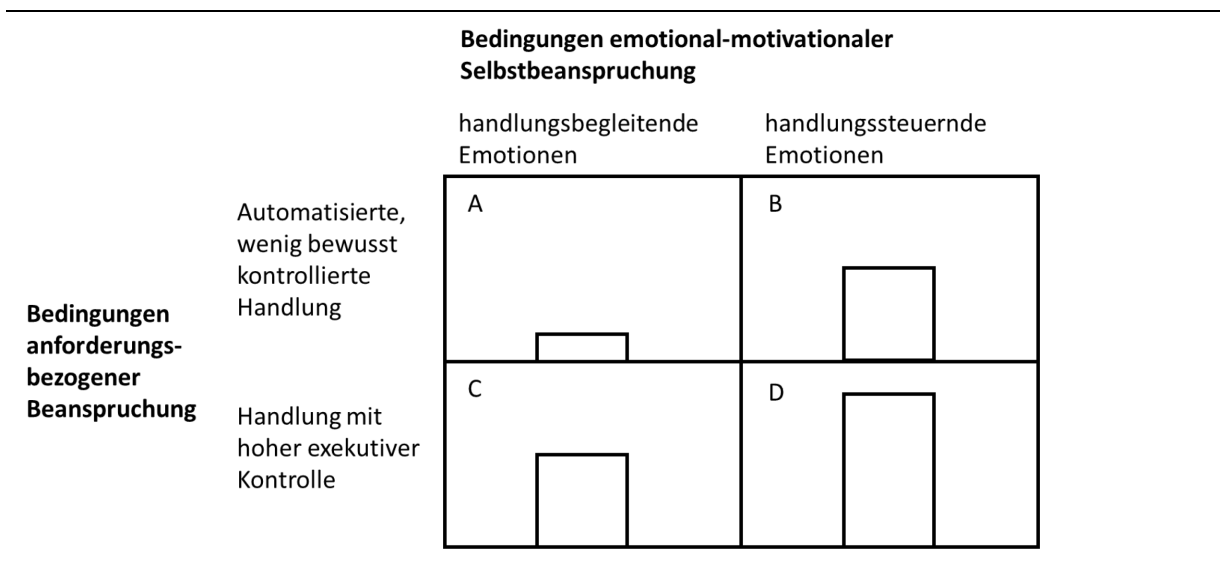 Bedingungen emotional-motivationaler
Selbstbeanspruchung
handlungsbegleitende
Emotionen
handlungssteuernde
Emotionen
Bedingungen
anforderungs-
bezogener
Beanspruchung
Automatisierte,
wenig bewusst
kontrollierte
Handlung
A
B
Handlung mit
hoher exekutiver
Kontrolle
C
D